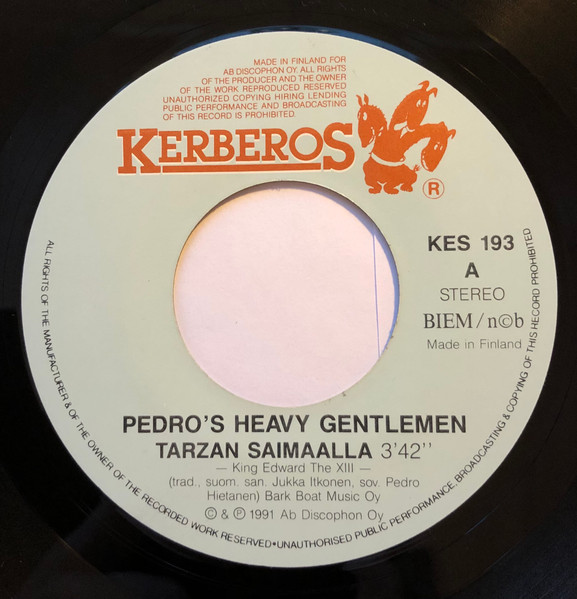 MADE IN FINLAND FOR
AB DISCOPHON OY. ALL RIGHTS
OF THE PRODUCER AND THE OWNER
OF THE WORK REPRODUCED RESERVED
UNAUTHORIZED COPYING HIRING LENDING
PUBLIC PERFORMANCE AND BROADCASTING
OF THIS RECORD IS PROHIBITED.
KERBEROS
®
KES 193
A
STEREO
BIEM/n©b
Made in Finland
PEDRO'S HEAVY GENTLEMEN
TARZAN SAIMAALLA 3'42''
— King Edward The XIII —
(trad., suom. san. Jukka Itkonen, sov. Pedro
Hietanen) Bark Boat Music Oy
© & ℗ 1991 Ab Discophon Oy
ALL RIGHTS OF THE MANUFACTURER & OF THE OWNER OF THE RECORDED WORK RESERVED•UNAUTHORISED PUBLIC PERFORMANCE, BROADCASTING & COPYING OF THIS RECORD PROHIBITED